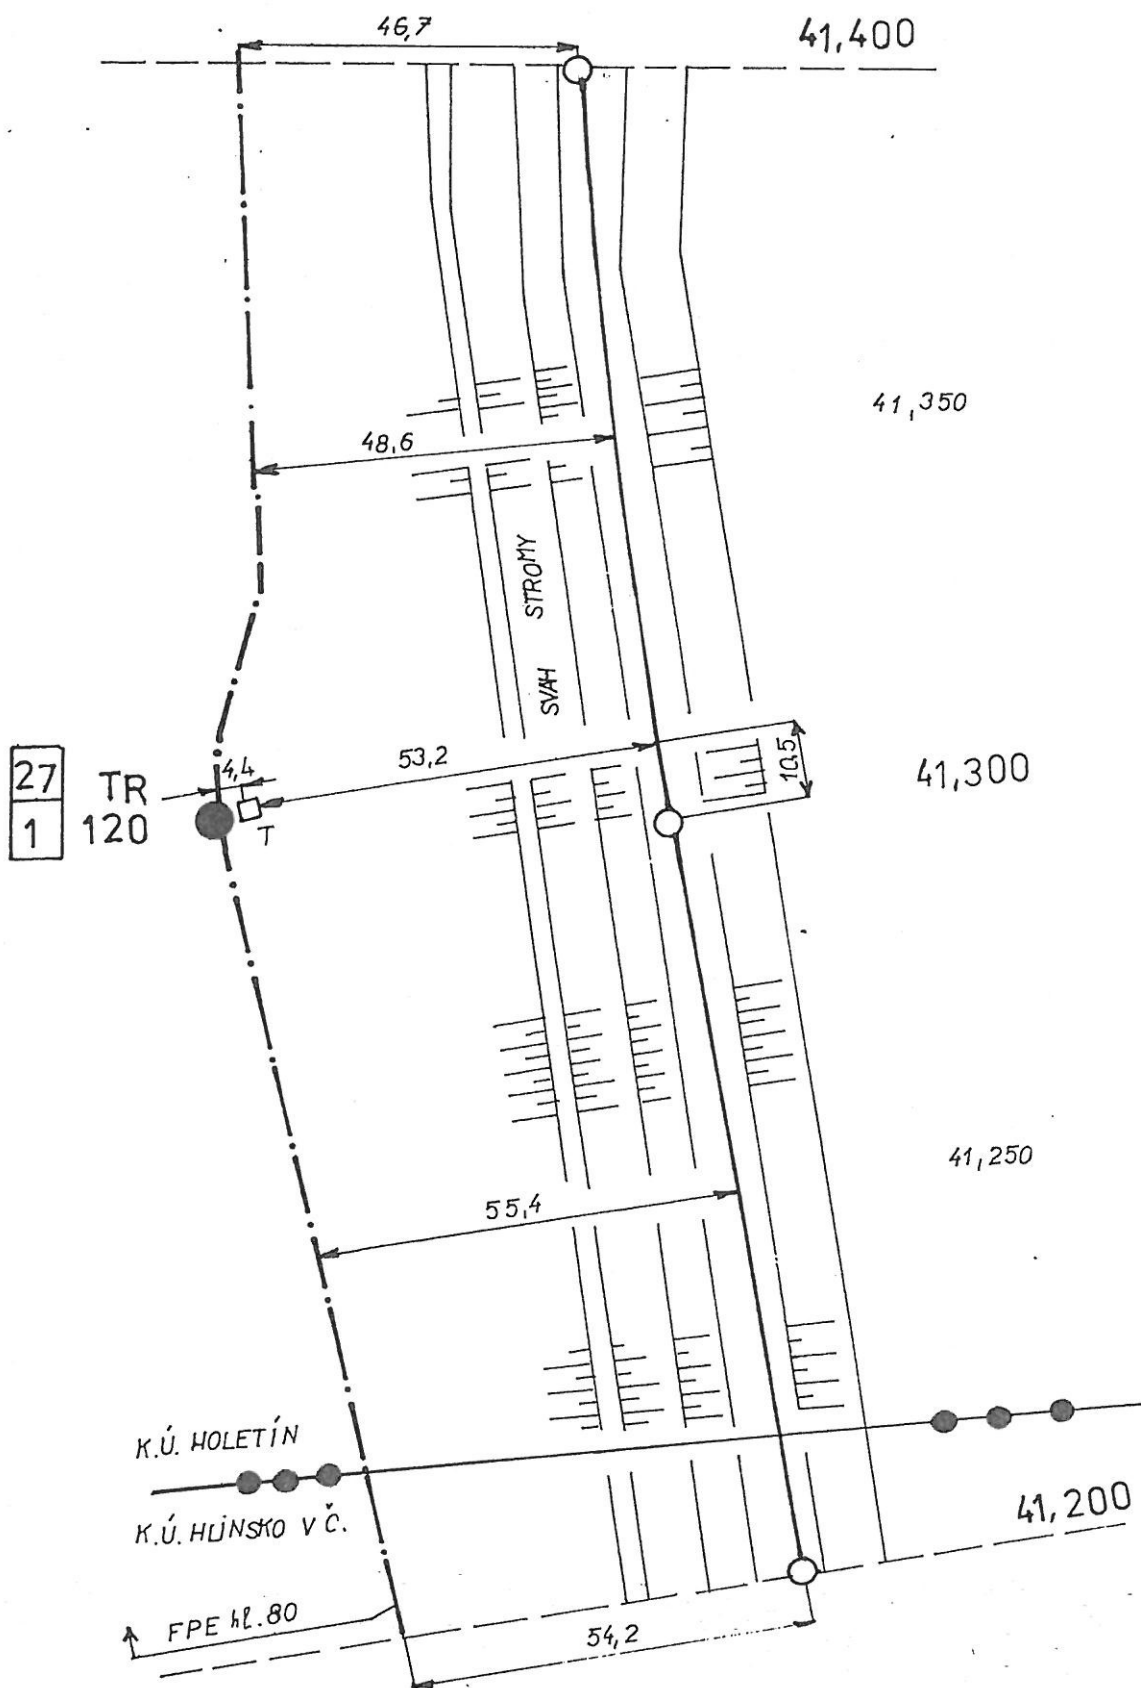 46,7
41,400
41,350
48,6
STROMY
SVAH
53,2
10,5
41,300
27
1
TR
120
4,4
T
41,250
55,4
K.Ú. HOLETÍN
K.Ú. HLINSKO V Č.
41,200
FPE hl.80
54,2